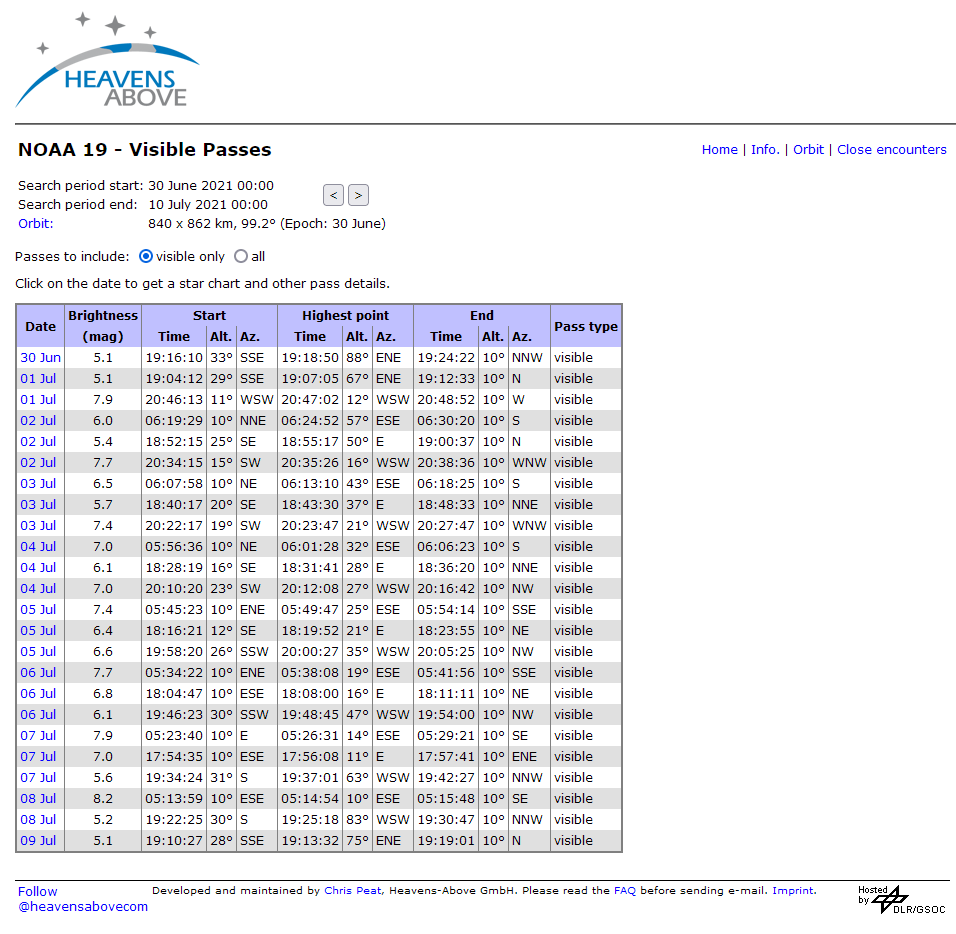 HEAVENS
ABOVE
NOAA 19 - Visible Passes
Home | Info. | Orbit | Close encounters
Search period start: 30 June 2021 00:00
Search period end: 10 July 2021 00:00
< >
Orbit: 840 x 862 km, 99.2° (Epoch: 30 June)
Passes to include: visible only all
Click on the date to get a star chart and other pass details.
Date Brightness (mag) Start Highest point End Pass type
Time Alt. Az. Time Alt. Az. Time Alt. Az.
30 Jun 5.1 19:16:10 33° SSE 19:18:50 88° ENE 19:24:22 10° NNW visible
01 Jul 5.1 19:04:12 29° SSE 19:07:05 67° ENE 19:12:33 10° N visible
01 Jul 7.9 20:46:13 11° WSW 20:47:02 12° WSW 20:48:52 10° W visible
02 Jul 6.0 06:19:29 10° NNE 06:24:52 57° ESE 06:30:20 10° S visible
02 Jul 5.4 18:52:15 25° SE 18:55:17 50° E 19:00:37 10° N visible
02 Jul 7.7 20:34:15 15° SW 20:35:26 16° WSW 20:38:36 10° WNW visible
03 Jul 6.5 06:07:58 10° NE 06:13:10 43° ESE 06:18:25 10° S visible
03 Jul 5.7 18:40:17 20° SE 18:43:30 37° E 18:48:33 10° NNE visible
03 Jul 7.4 20:22:17 19° SW 20:23:47 21° WSW 20:27:47 10° WNW visible
04 Jul 7.0 05:56:36 10° NE 06:01:28 32° ESE 06:06:23 10° S visible
04 Jul 6.1 18:28:19 16° SE 18:31:41 28° E 18:36:20 10° NNE visible
04 Jul 7.0 20:10:20 23° SW 20:12:08 27° WSW 20:16:42 10° NW visible
05 Jul 7.4 05:45:23 10° ENE 05:49:47 25° ESE 05:54:14 10° SSE visible
05 Jul 6.4 18:16:21 12° SE 18:19:52 21° E 18:23:55 10° NE visible
05 Jul 6.6 19:58:20 26° SSW 20:00:27 35° WSW 20:05:25 10° NW visible
06 Jul 7.7 05:34:22 10° ENE 05:38:08 19° ESE 05:41:56 10° SSE visible
06 Jul 6.8 18:04:47 10° ESE 18:08:00 16° E 18:11:11 10° NE visible
06 Jul 6.1 19:46:23 30° SSW 19:48:45 47° WSW 19:54:00 10° NW visible
07 Jul 7.9 05:23:40 10° E 05:26:31 14° ESE 05:29:21 10° SE visible
07 Jul 7.0 17:54:35 10° ESE 17:56:08 11° E 17:57:41 10° ENE visible
07 Jul 5.6 19:34:24 31° S 19:37:01 63° WSW 19:42:27 10° NNW visible
08 Jul 8.2 05:13:59 10° ESE 05:14:54 10° ESE 05:15:48 10° SE visible
08 Jul 5.2 19:22:25 30° S 19:25:18 83° WSW 19:30:47 10° NNW visible
09 Jul 5.1 19:10:27 28° SSE 19:13:32 75° ENE 19:19:01 10° N visible
Follow
@heavensabovecom
Developed and maintained by Chris Peat, Heavens-Above GmbH. Please read the FAQ before sending e-mail. Imprint.
Hosted
by
DLR/GSOC